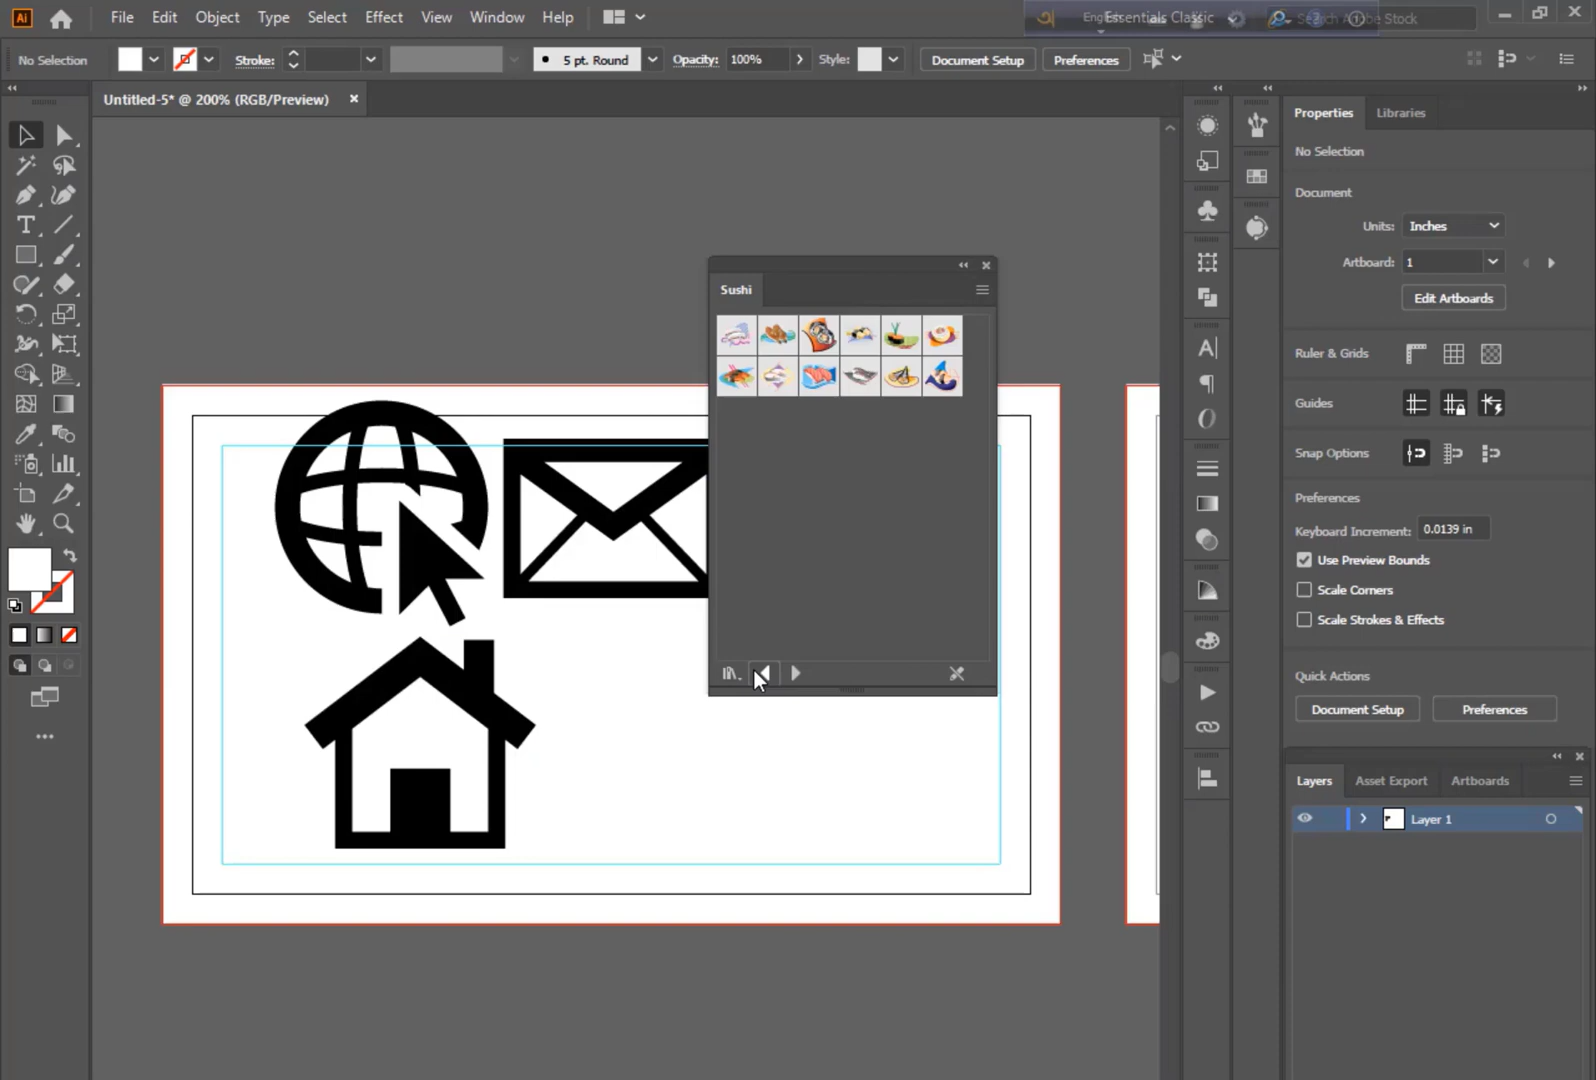 Ai File Edit Object Type Select Effect View Window Help English Essentials Classic Search Adobe Stock
No Selection Stroke: 5 pt. Round Opacity: 100% Style: Document Setup Preferences
Untitled-5* @ 200% (RGB/Preview)
Properties Libraries
No Selection
Document
Units: Inches
Artboard: 1
Edit Artboards
Ruler & Grids
Guides
Snap Options
Preferences
Keyboard Increment: 0.0139 in
Use Preview Bounds
Scale Corners
Scale Strokes & Effects
Quick Actions
Document Setup Preferences
Sushi
Layers Asset Export Artboards
Layer 1